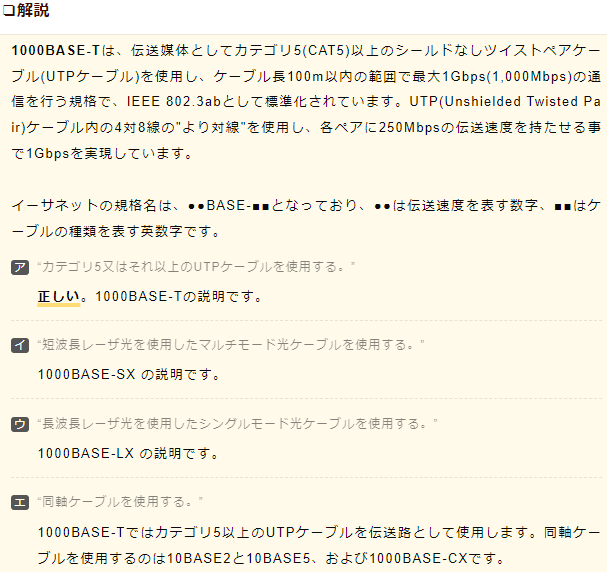 ❏解説
1000BASE-Tは、伝送媒体としてカテゴリ5(CAT5)以上のシールドなしツイストペアケー
ブル(UTPケーブル)を使用し、ケーブル長100m以内の範囲で最大1Gbps(1,000Mbps)の通
信を行う規格で、IEEE 802.3abとして標準化されています。UTP(Unshielded Twisted Pa
ir)ケーブル内の4対8線の"より対線"を使用し、各ペアに250Mbpsの伝送速度を持たせる事
で1Gbpsを実現しています。
イーサネットの規格名は、●●BASE-■■となっており、●●は伝送速度を表す数字、■■はケ
ーブルの種類を表す英数字です。
ア “カテゴリ5又はそれ以上のUTPケーブルを使用する。”
正しい。1000BASE-Tの説明です。
イ “短波長レーザ光を使用したマルチモード光ケーブルを使用する。”
1000BASE-SX の説明です。
ウ “長波長レーザ光を使用したシングルモード光ケーブルを使用する。”
1000BASE-LX の説明です。
エ “同軸ケーブルを使用する。”
1000BASE-Tではカテゴリ5以上のUTPケーブルを伝送路として使用します。同軸ケー
ブルを使用するのは10BASE2と10BASE5、および1000BASE-CXです。